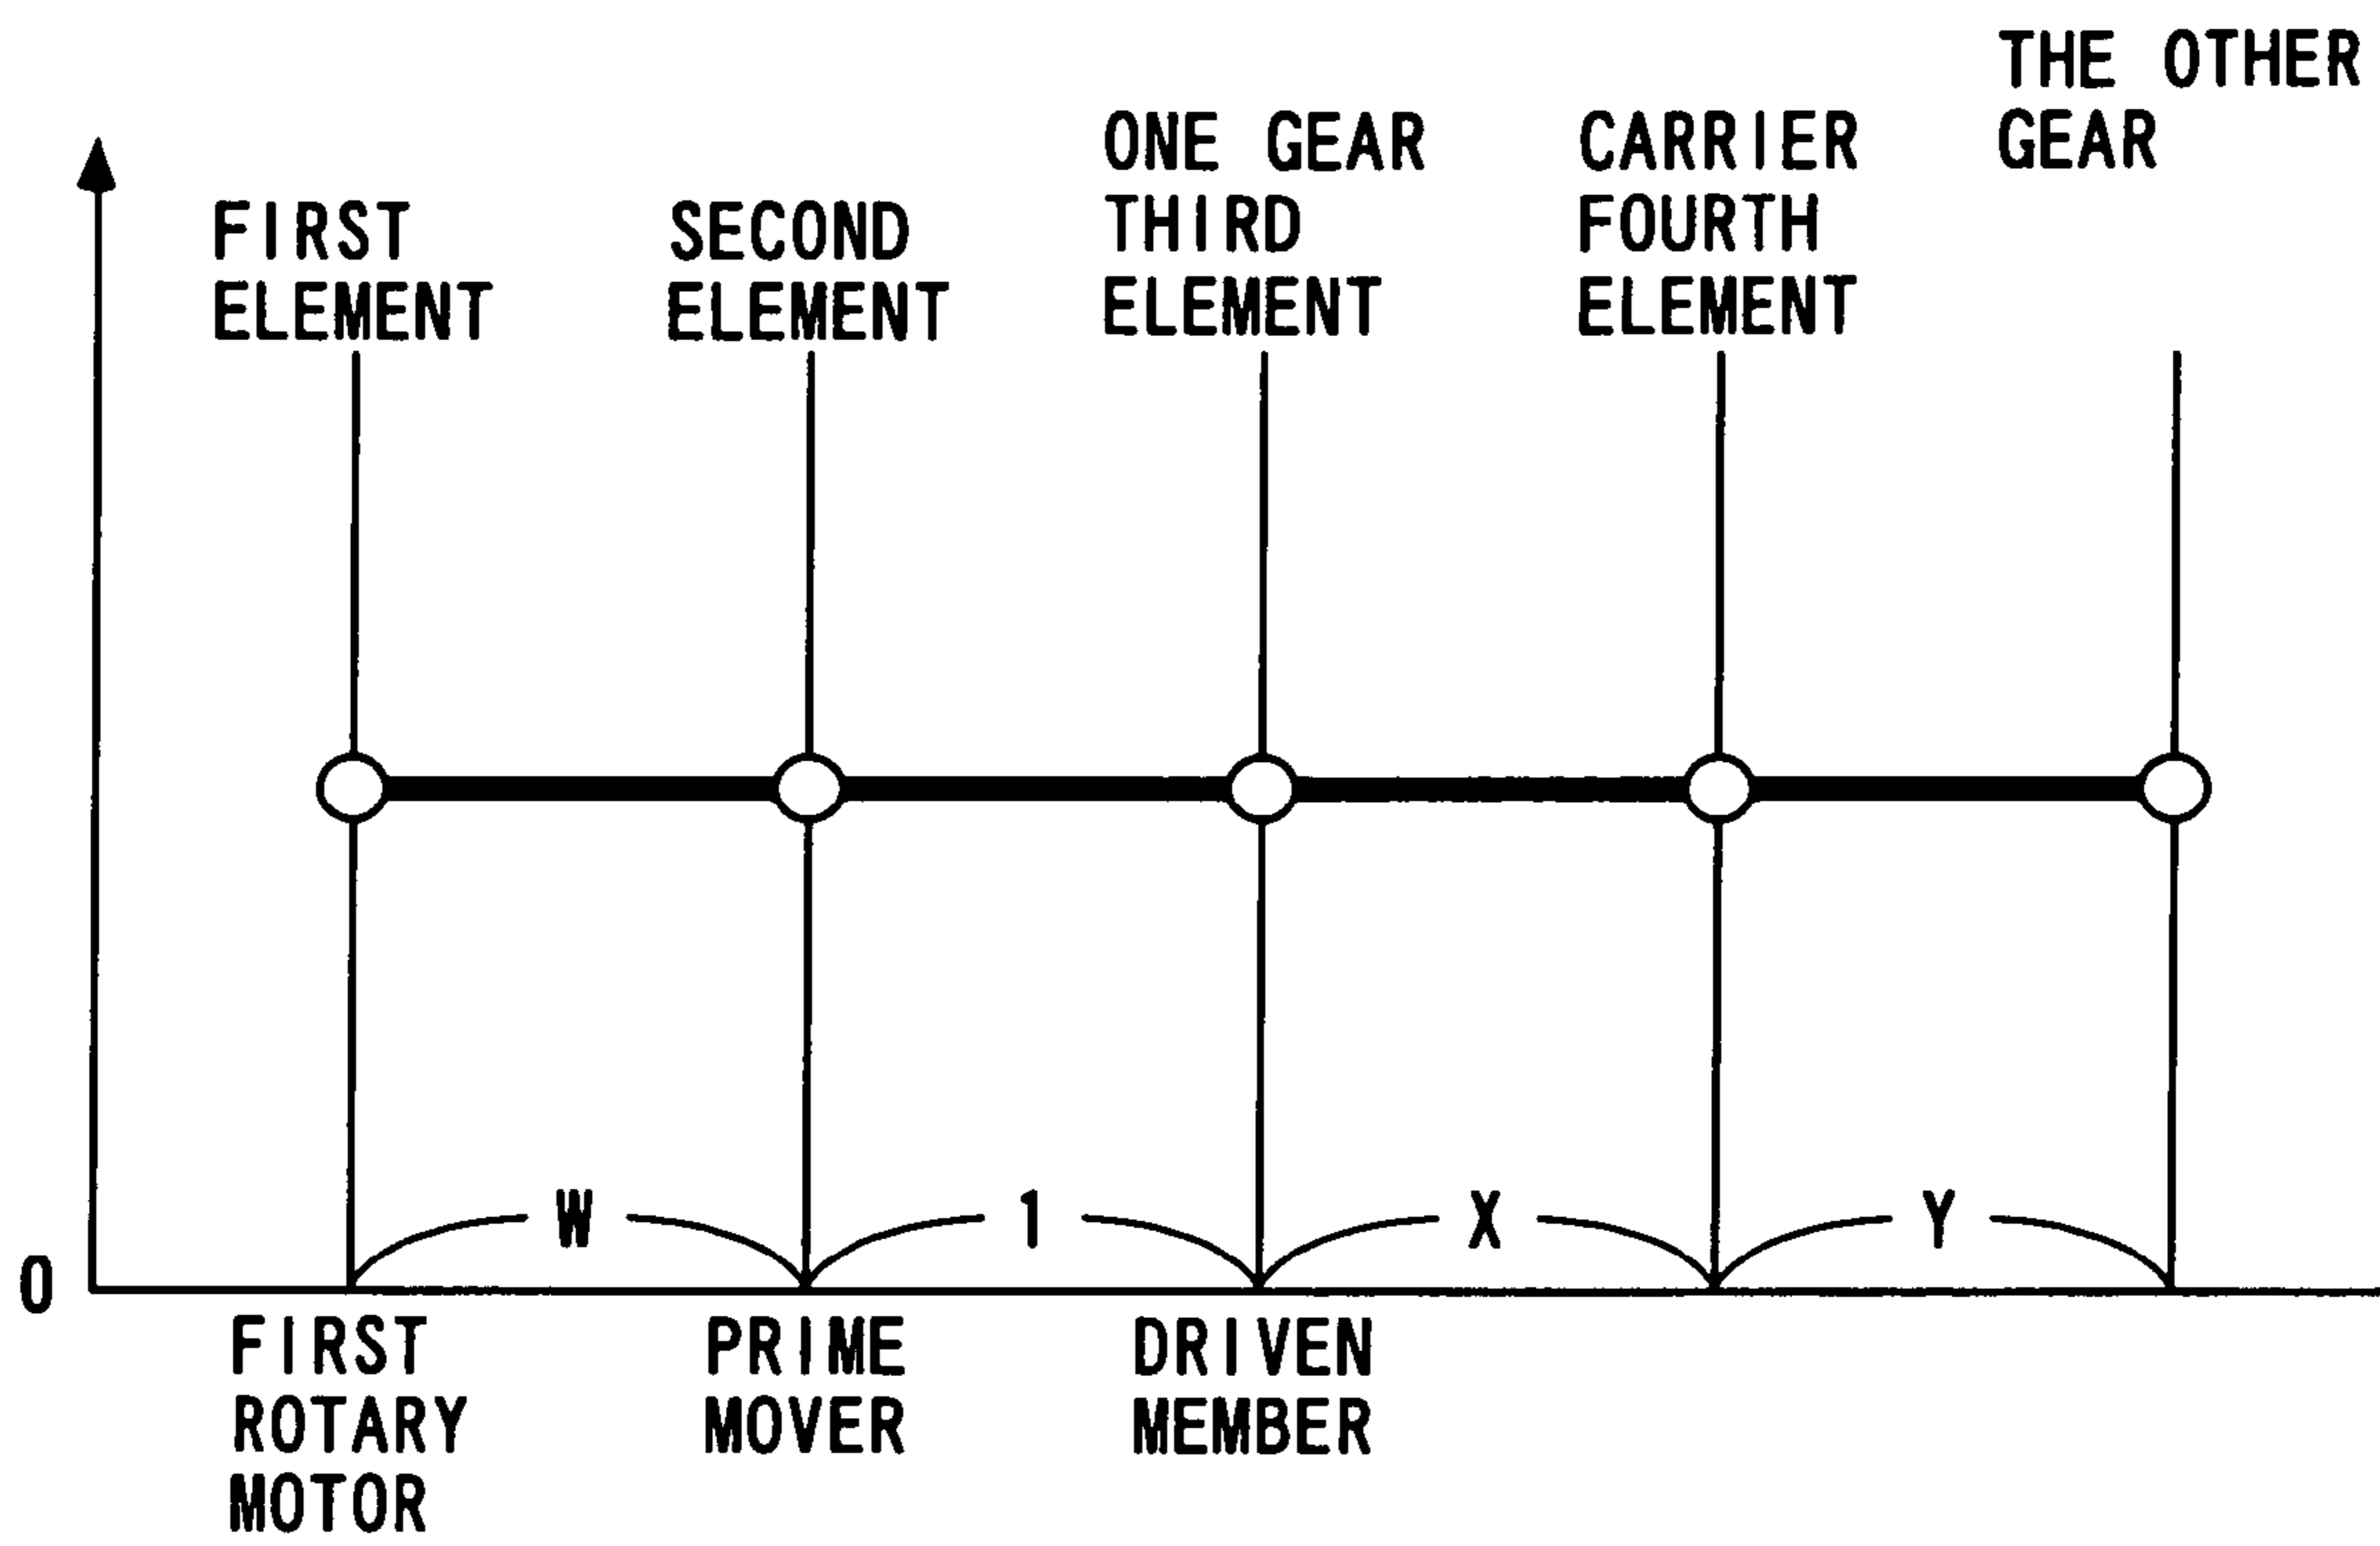 THE OTHER
GEAR
ONE GEAR
THIRD
ELEMENT
CARRIER
FOURTH
ELEMENT
FIRST
ELEMENT
SECOND
ELEMENT
W
1
X
Y
0
FIRST
ROTARY
MOTOR
PRIME
MOVER
DRIVEN
MEMBER